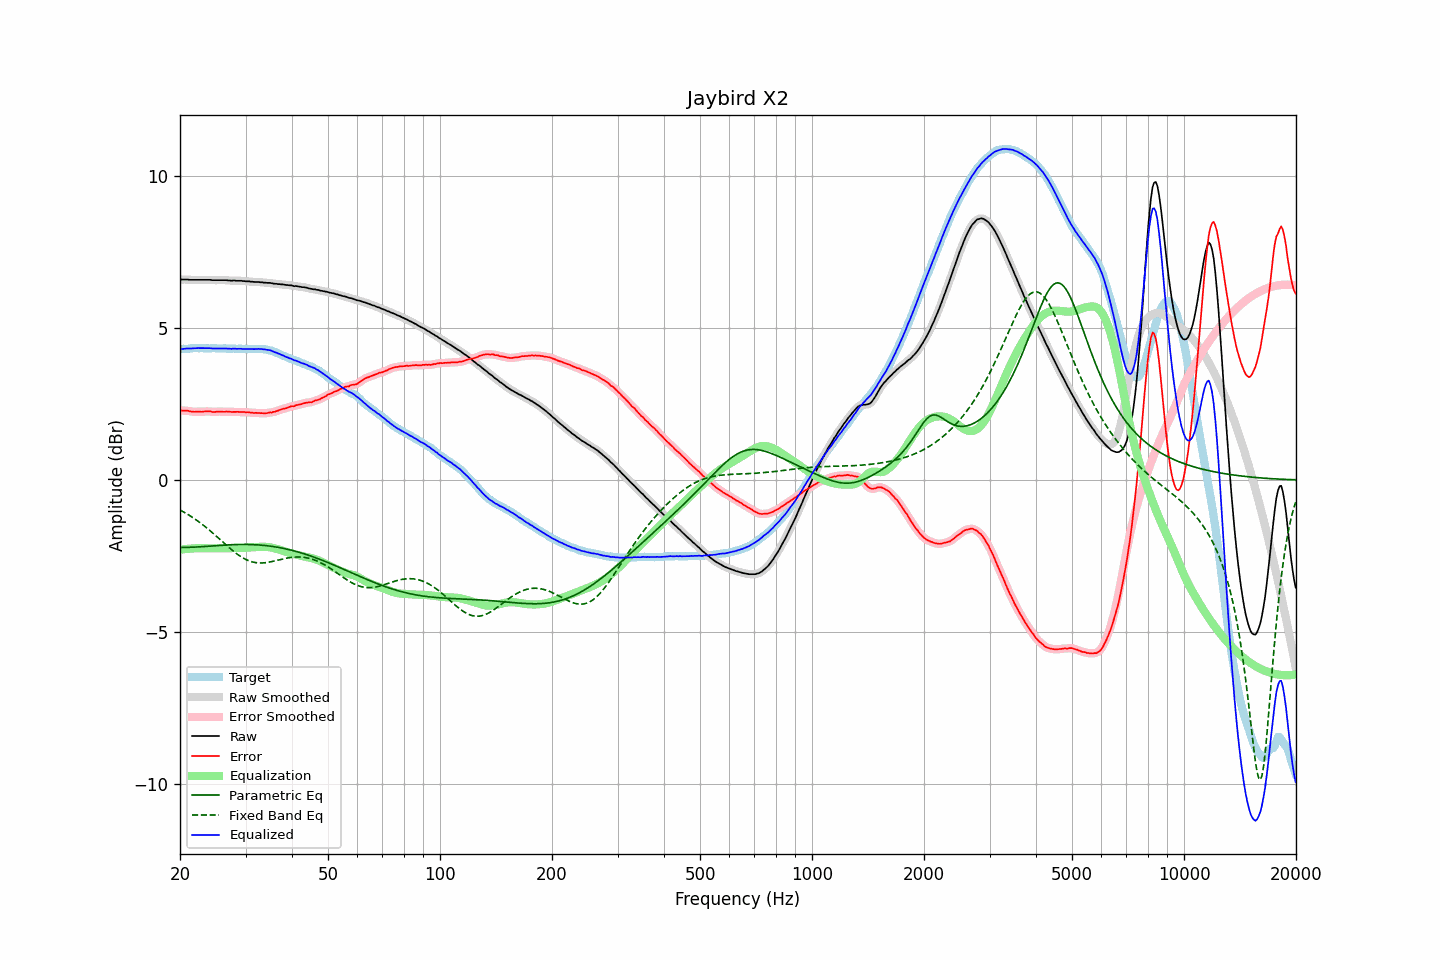 Jaybird X2
Amplitude (dBr)
10
5
0
−5
−10
Target
Raw Smoothed
Error Smoothed
Raw
Error
Equalization
Parametric Eq
Fixed Band Eq
Equalized
20 50 100 200 500 1000 2000 5000 10000 20000
Frequency (Hz)